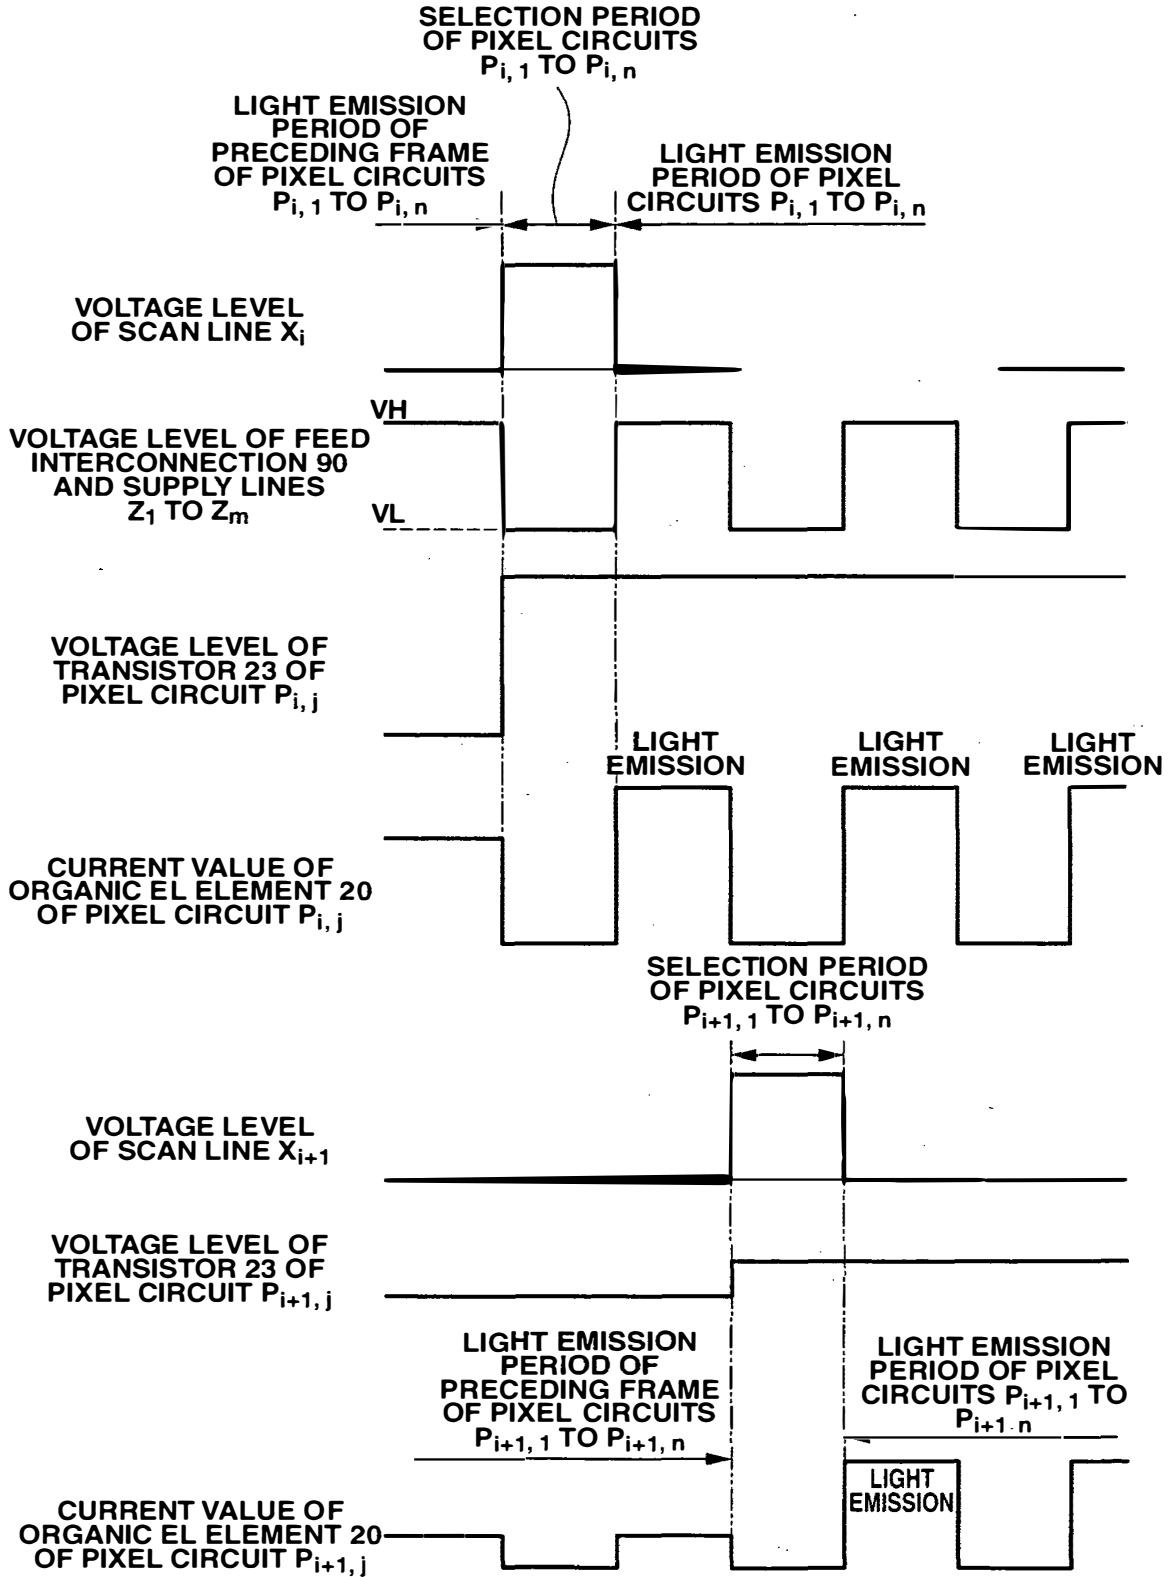 SELECTION PERIOD
OF PIXEL CIRCUITS
Pi, 1 TO Pi, n
LIGHT EMISSION
PERIOD OF
PRECEDING FRAME
OF PIXEL CIRCUITS
Pi, 1 TO Pi, n
LIGHT EMISSION
PERIOD OF PIXEL
CIRCUITS Pi, 1 TO Pi, n
VOLTAGE LEVEL
OF SCAN LINE Xi
VH
VOLTAGE LEVEL OF FEED
INTERCONNECTION 90
AND SUPPLY LINES
Z1 TO Zm
VL
VOLTAGE LEVEL OF
TRANSISTOR 23 OF
PIXEL CIRCUIT Pi, j
LIGHT
EMISSION
LIGHT
EMISSION
LIGHT
EMISSION
CURRENT VALUE OF
ORGANIC EL ELEMENT 20
OF PIXEL CIRCUIT Pi, j
SELECTION PERIOD
OF PIXEL CIRCUITS
Pi+1, 1 TO Pi+1, n
VOLTAGE LEVEL
OF SCAN LINE Xi+1
VOLTAGE LEVEL OF
TRANSISTOR 23 OF
PIXEL CIRCUIT Pi+1, j
LIGHT EMISSION
PERIOD OF
PRECEDING FRAME
OF PIXEL CIRCUITS
Pi+1, 1 TO Pi+1, n
LIGHT EMISSION
PERIOD OF PIXEL
CIRCUITS Pi+1, 1 TO
Pi+1, n
LIGHT
EMISSION
CURRENT VALUE OF
ORGANIC EL ELEMENT 20
OF PIXEL CIRCUIT Pi+1, j